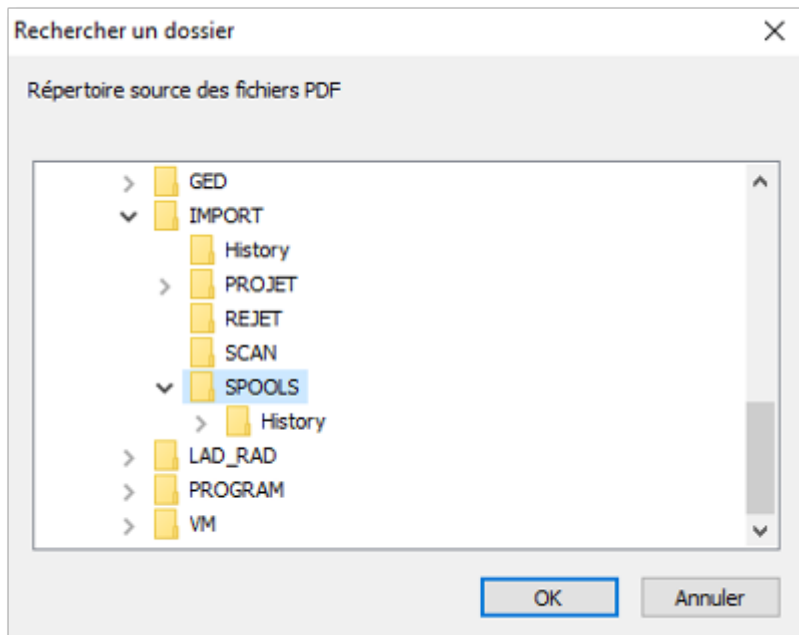 Rechercher un dossier
Répertoire source des fichiers PDF
GED
IMPORT
History
PROJET
REJET
SCAN
SPOOLS
History
LAD_RAD
PROGRAM
VM
OK Annuler